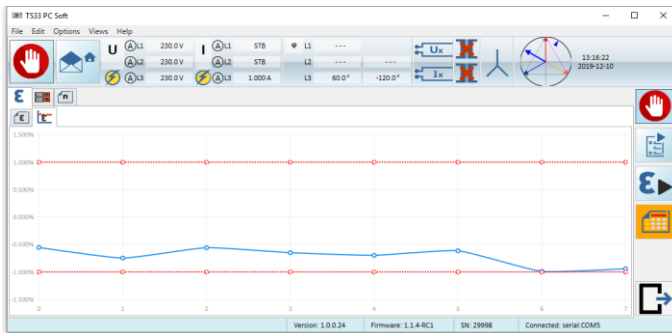 TS33 PC Soft
File Edit Options Views Help
U A L1 230.0 V I A L1 STB φ L1 ---
A L2 230.0 V A L2 STB L2 --- ---
A L3 230.0 V A L3 1.000 A L3 60.0 ° -120.0 °
Ux
Ix
13:16:22
2019-12-10
ε n
ε ε
ε
1.500%
1.000%
0.500%
0.000%
-0.500%
-1.000%
-1.500%
0 1 2 3 4 5 6 7
Version: 1.0.0.24 Firmware: 1.1.4-RC1 SN: 29998 Connected: serial:COM5